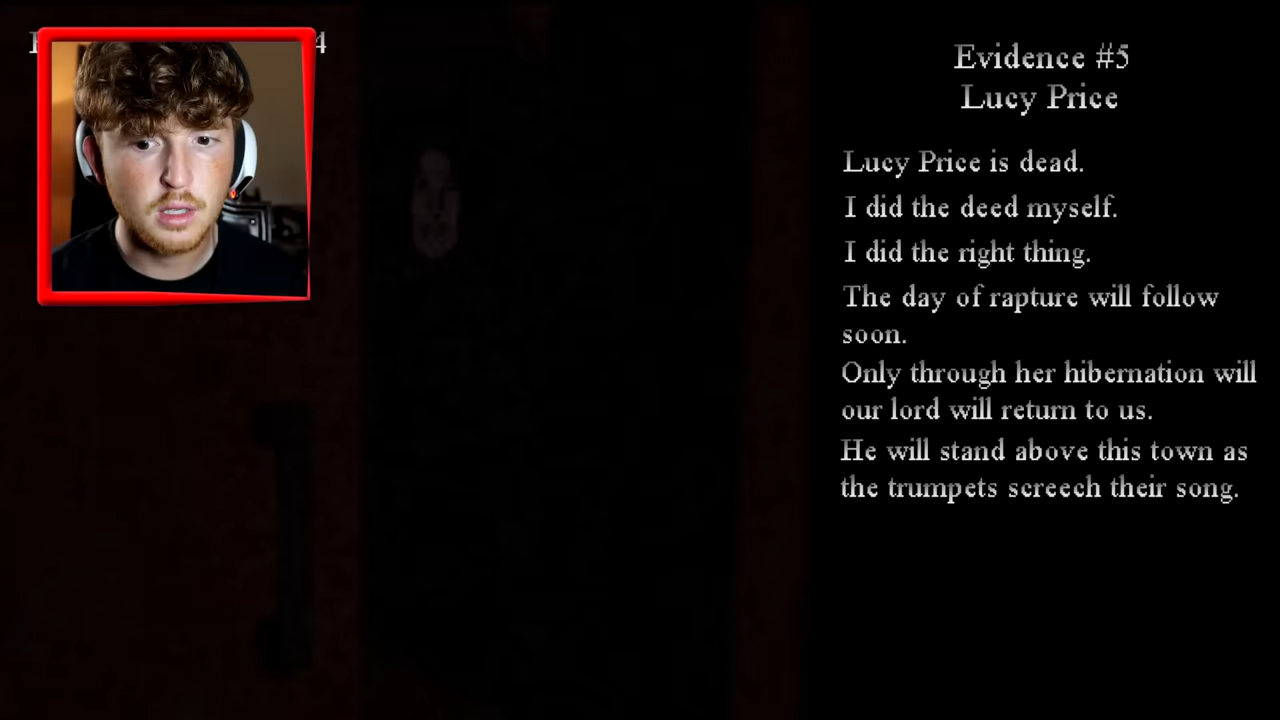 4
Evidence #5
Lucy Price
Lucy Price is dead.
I did the deed myself.
I did the right thing.
The day of rapture will follow
soon.
Only through her hibernation will
our lord will return to us.
He will stand above this town as
the trumpets screech their song.